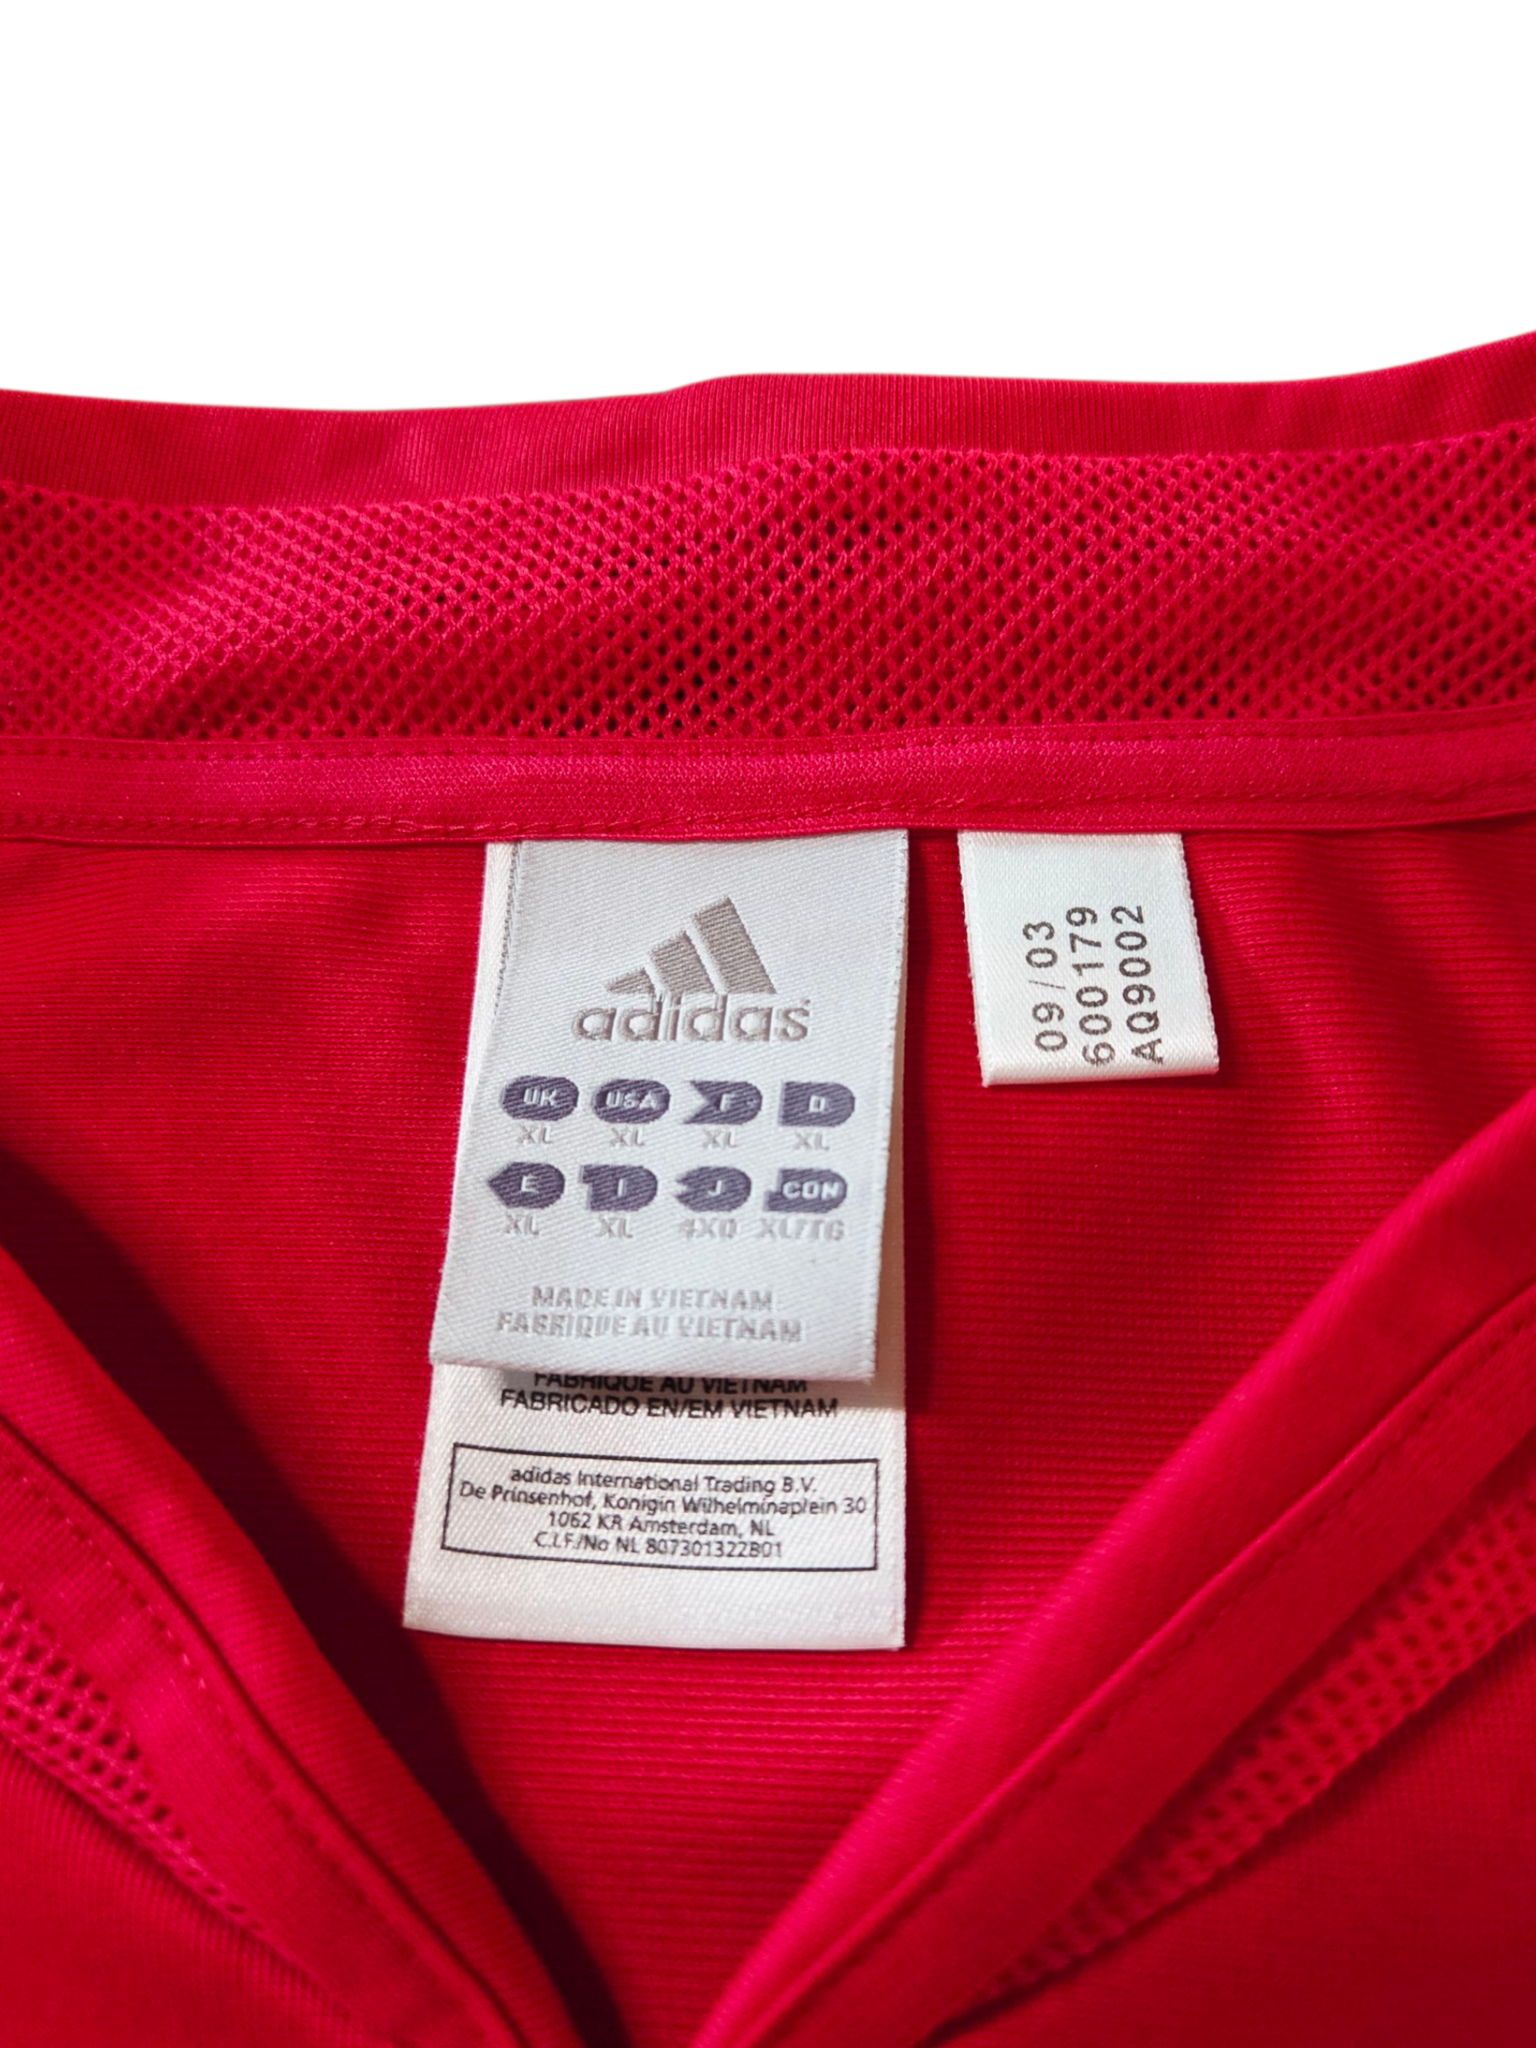 adidas
UK USA F D
XL XL XL XL
E I J CON
XL XL 4XO XL/TG
MADE IN VIETNAM
FABRIQUE AU VIETNAM
FABRIQUE AU VIETNAM
FABRICADO EN/EM VIETNAM
adidas International Trading B.V.
De Prinsenhof, Konigin Wilhelminaplein 30
1062 KR Amsterdam, NL
C.I.F./No NL 807301322B01
09/03
600179
AQ9002